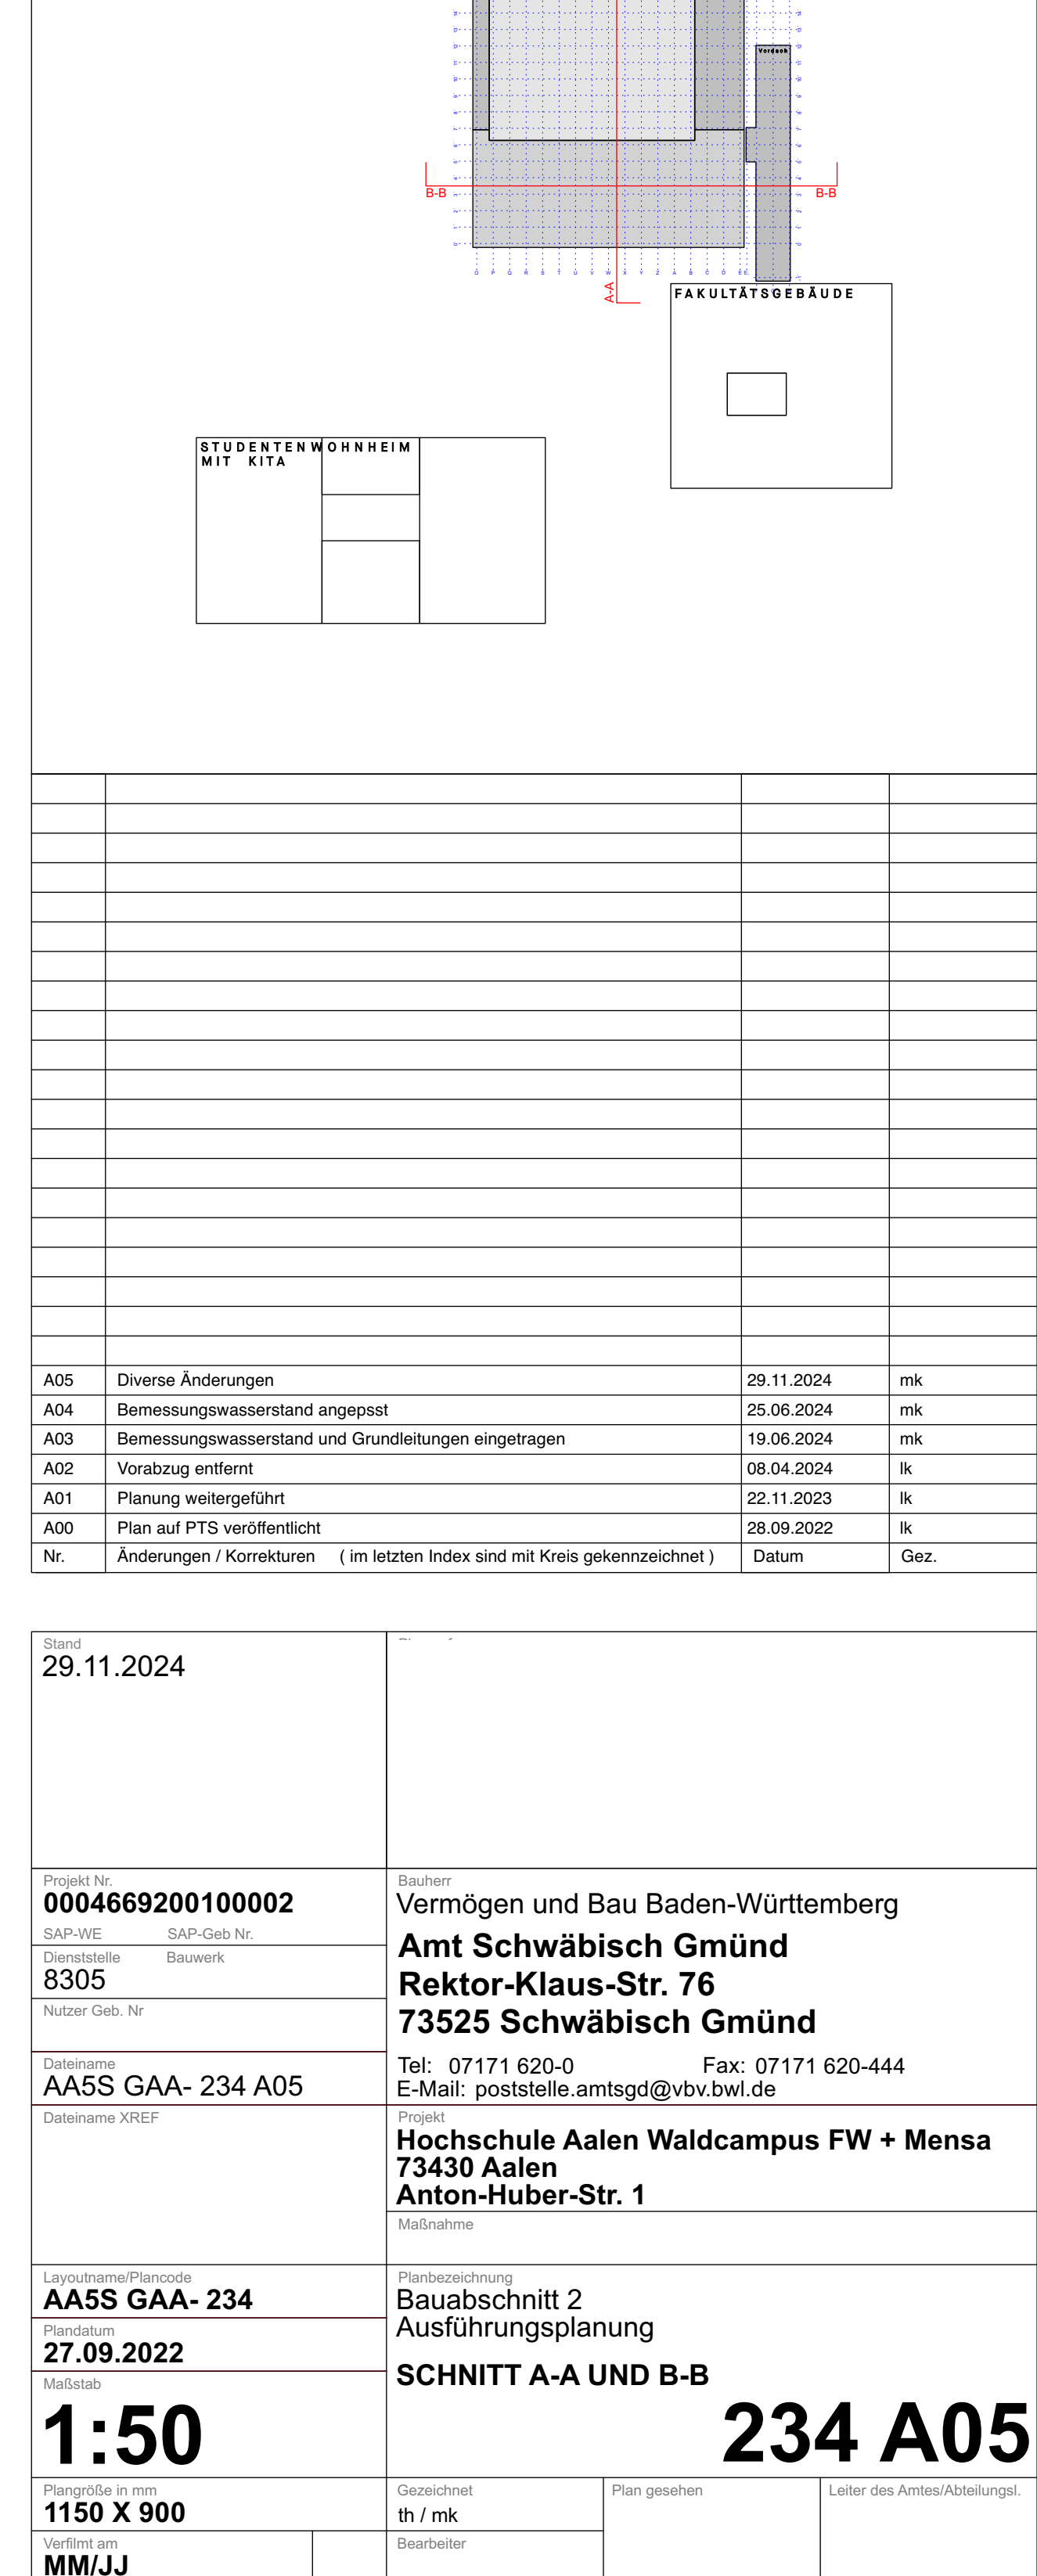 Vordach
B-B
B-B
O P Q R S T U V W X Y Z A B C D E E
A-A
FAKULTÄTSGEBÄUDE
STUDENTENWOHNHEIM
MIT KITA
A05 Diverse Änderungen 29.11.2024 mk
A04 Bemessungswasserstand angepsst 25.06.2024 mk
A03 Bemessungswasserstand und Grundleitungen eingetragen 19.06.2024 mk
A02 Vorabzug entfernt 08.04.2024 lk
A01 Planung weitergeführt 22.11.2023 lk
A00 Plan auf PTS veröffentlicht 28.09.2022 lk
Nr. Änderungen / Korrekturen ( im letzten Index sind mit Kreis gekennzeichnet ) Datum Gez.
Stand
29.11.2024
Projekt Nr.
0004669200100002
SAP-WE SAP-Geb Nr.
Dienststelle Bauwerk
8305
Nutzer Geb. Nr
Dateiname
AA5S GAA- 234 A05
Dateiname XREF
Bauherr
Vermögen und Bau Baden-Württemberg
Amt Schwäbisch Gmünd
Rektor-Klaus-Str. 76
73525 Schwäbisch Gmünd
Tel: 07171 620-0 Fax: 07171 620-444
E-Mail: poststelle.amtsgd@vbv.bwl.de
Projekt
Hochschule Aalen Waldcampus FW + Mensa
73430 Aalen
Anton-Huber-Str. 1
Maßnahme
Layoutname/Plancode
AA5S GAA- 234
Plandatum
27.09.2022
Maßstab
1:50
Planbezeichnung
Bauabschnitt 2
Ausführungsplanung
SCHNITT A-A UND B-B
234 A05
Plangröße in mm
1150 X 900
Verfilmt am
MM/JJ
Gezeichnet
th / mk
Bearbeiter
Plan gesehen
Leiter des Amtes/Abteilungsl.